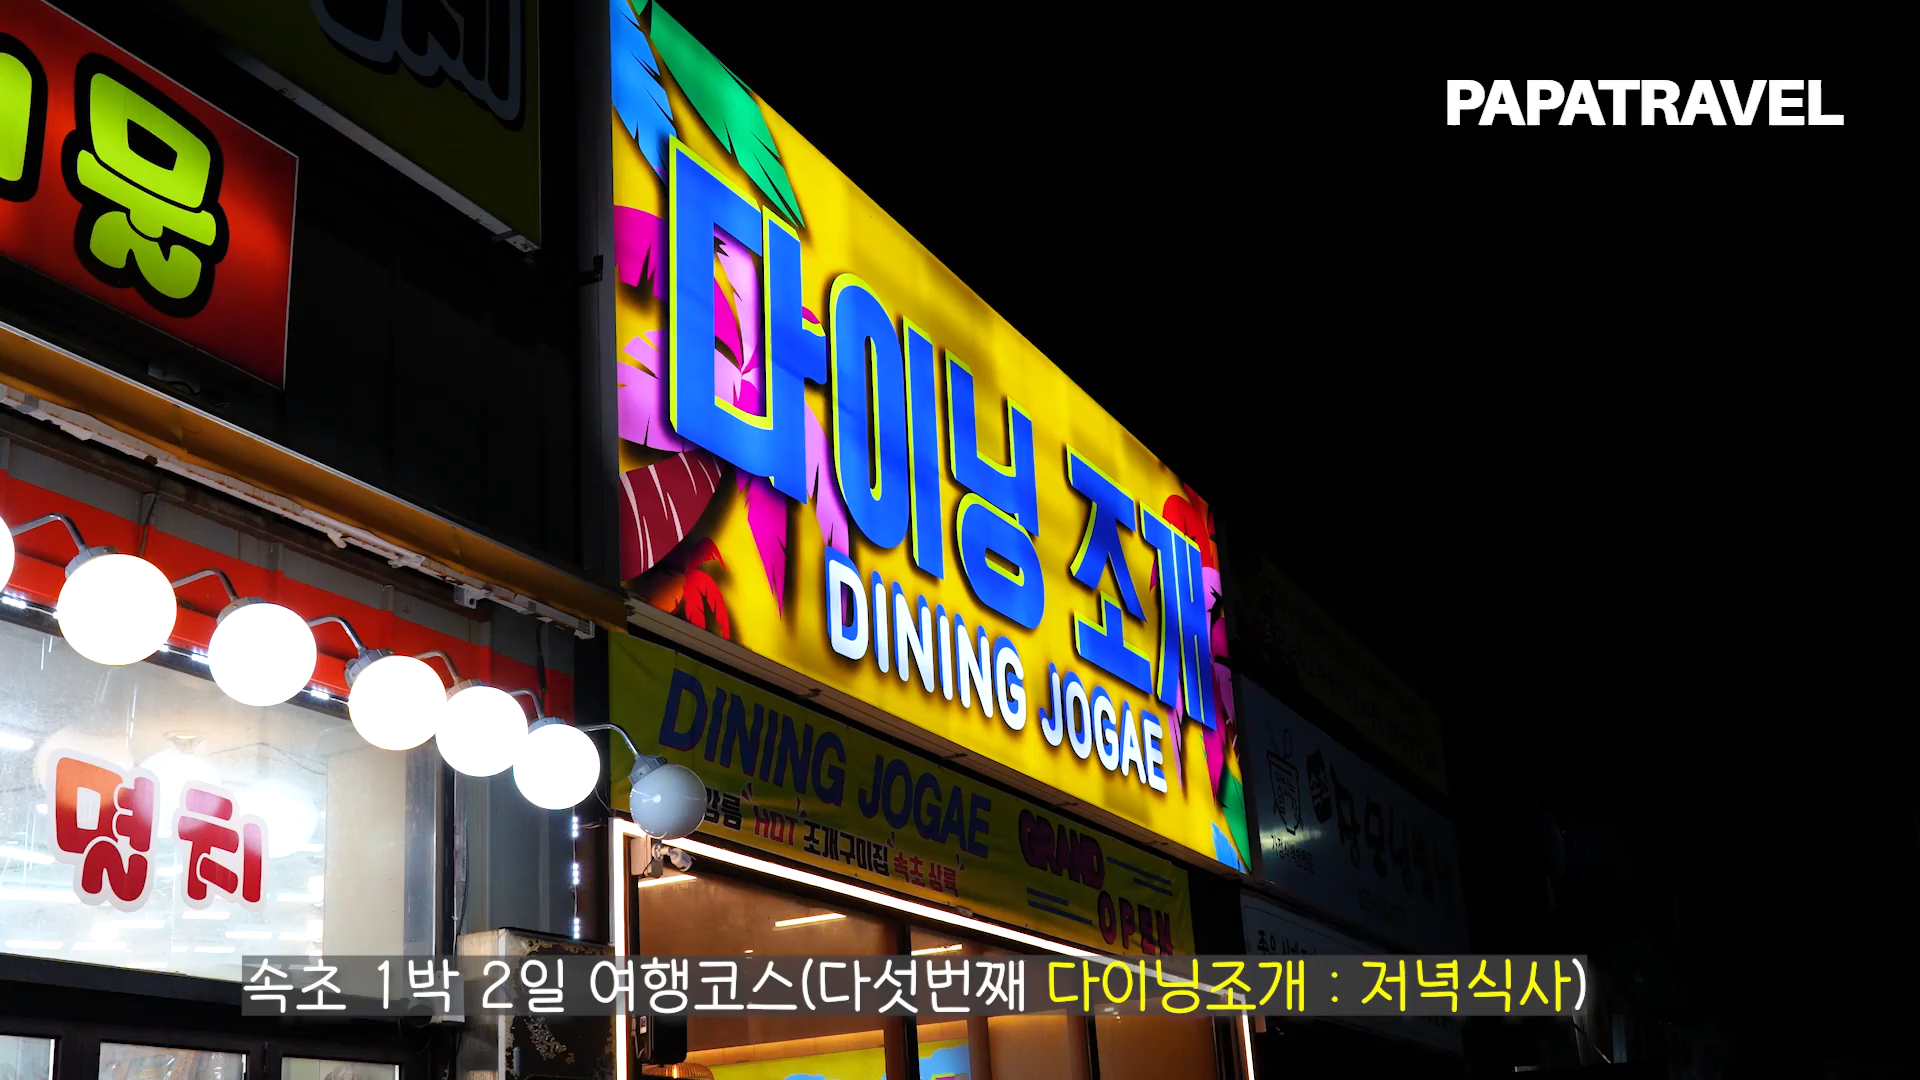 PAPATRAVEL
다이닝 조개
DINING JOGAE
DINING JOGAE
HOT 조개구이집 속초 상륙
GRAND
OPEN
멸치
속초 1박 2일 여행코스(다섯번째 다이닝조개 : 저녁식사)